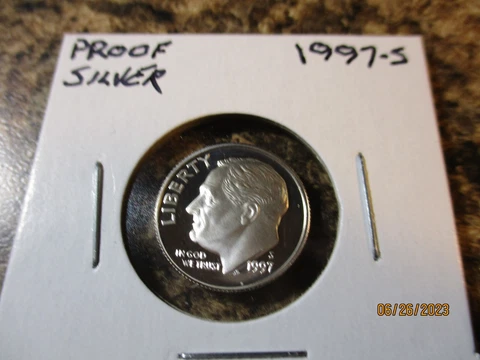 PROOF
SILVER
1997-S
LIBERTY
IN GOD
WE TRUST
S
1997
06/26/2023